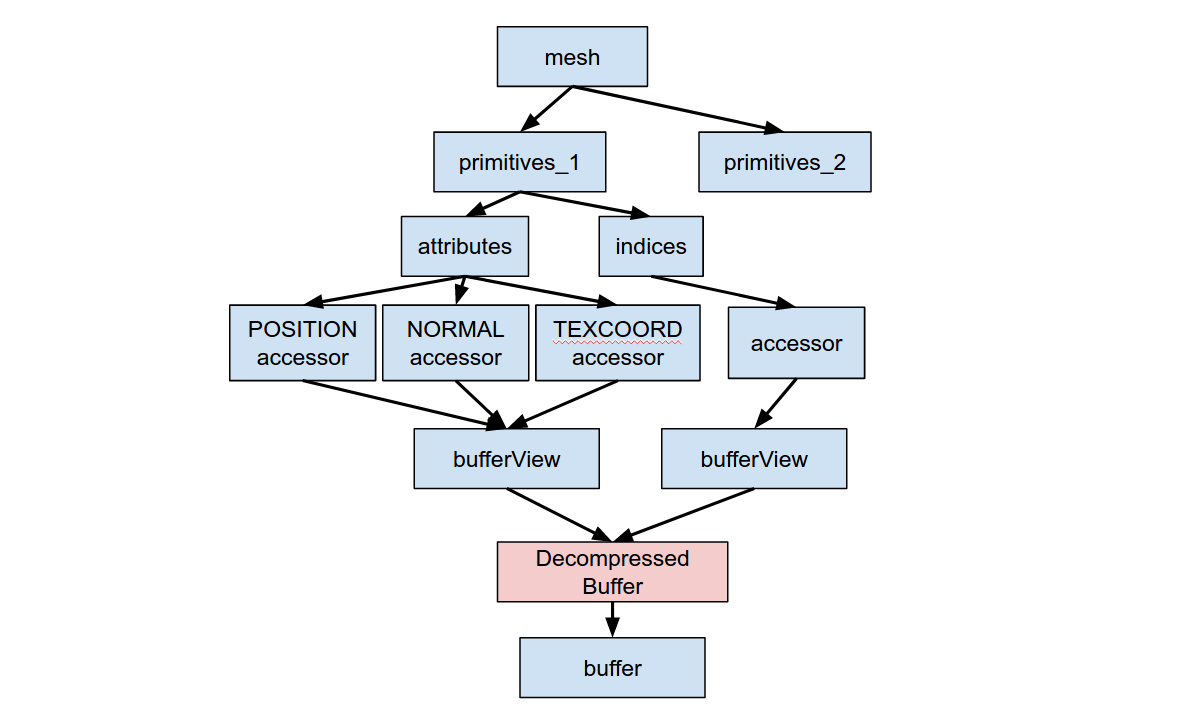 mesh
primitives_1
primitives_2
attributes
indices
POSITION
accessor
NORMAL
accessor
TEXCOORD
accessor
accessor
bufferView
bufferView
Decompressed
Buffer
buffer